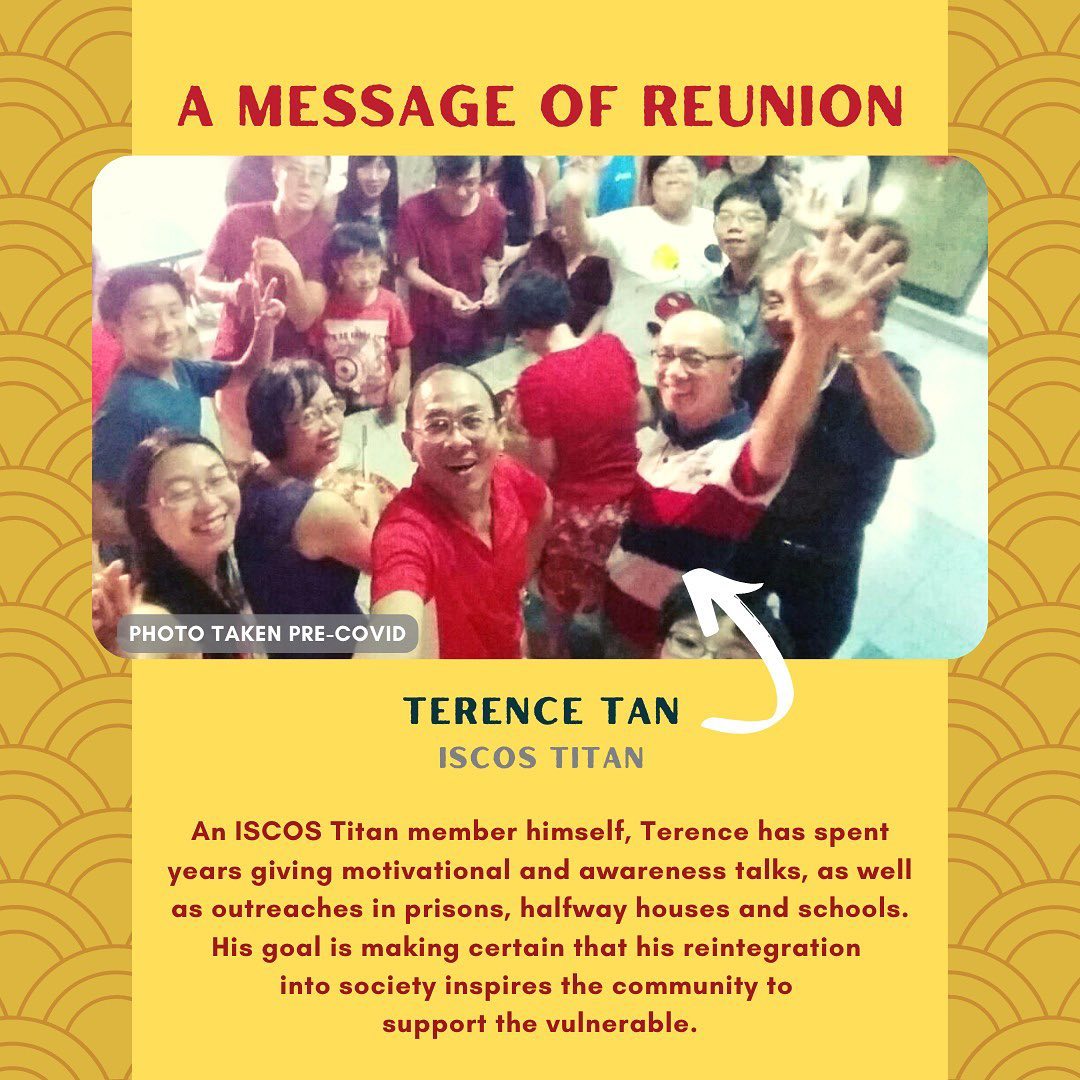 A MESSAGE OF REUNION
PHOTO TAKEN PRE-COVID
TERENCE TAN
ISCOS TITAN
An ISCOS Titan member himself, Terence has spent
years giving motivational and awareness talks, as well
as outreaches in prisons, halfway houses and schools.
His goal is making certain that his reintegration
into society inspires the community to
support the vulnerable.